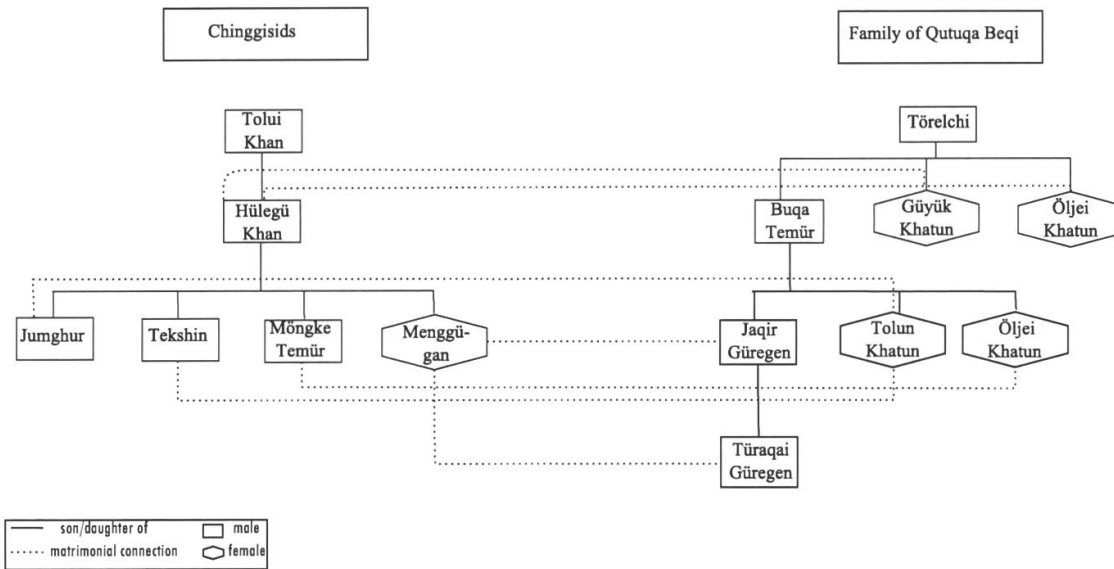 Chinggisids
Family of Qutuqa Beqi
Tolui
Khan
Törelchi
Hülegü
Khan
Buqa
Temür
Güyük
Khatun
Öljei
Khatun
Jumghur
Tekshin
Möngke
Temür
Menggü-
gan
Jaqir
Güregen
Tolun
Khatun
Öljei
Khatun
Türaqai
Güregen
son/daughter of
male
matrimonial connection
female